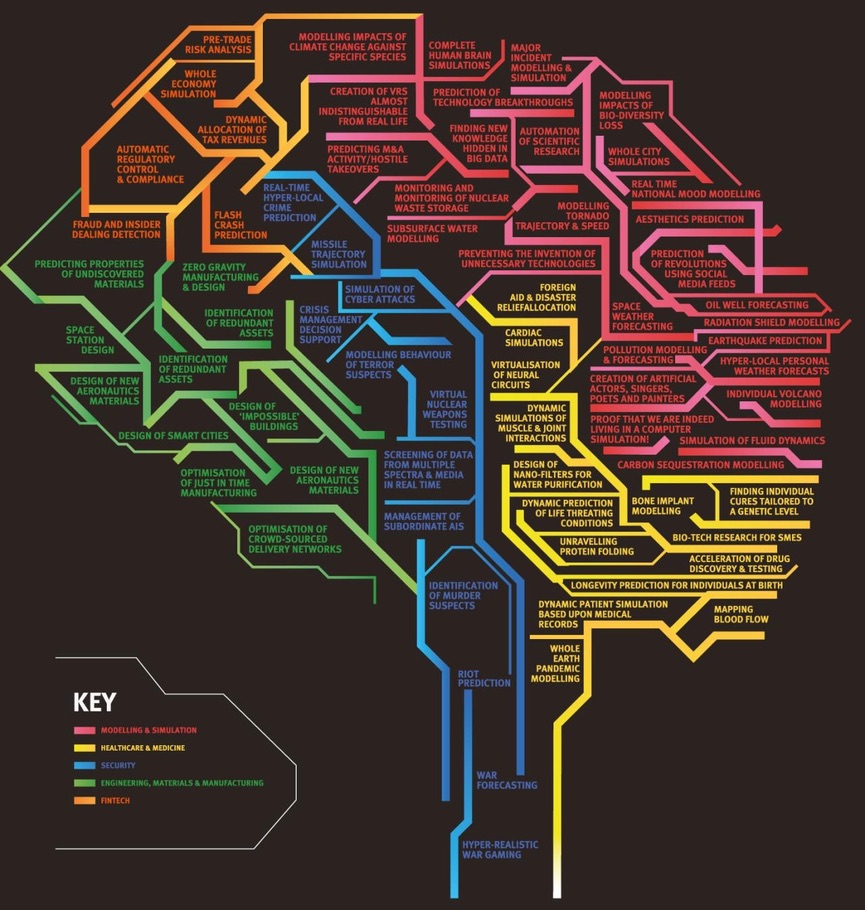 PRE-TRADE
RISK ANALYSIS
WHOLE
ECONOMY
SIMULATION
DYNAMIC
ALLOCATION OF
TAX REVENUES
AUTOMATIC
REGULATORY
CONTROL
& COMPLIANCE
FRAUD AND INSIDER
DEALING DETECTION
FLASH
CRASH
PREDICTION
MODELLING IMPACTS OF
CLIMATE CHANGE AGAINST
SPECIFIC SPECIES
COMPLETE
HUMAN BRAIN
SIMULATIONS
MAJOR
INCIDENT
MODELLING &
SIMULATION
CREATION OF VRS
ALMOST
INDISTINGUISHABLE
FROM REAL LIFE
PREDICTION OF
TECHNOLOGY BREAKTHROUGHS
MODELLING
IMPACTS OF
BIO-DIVERSITY
LOSS
PREDICTING M&A
ACTIVITY/HOSTILE
TAKEOVERS
FINDING NEW
KNOWLEDGE
HIDDEN IN
BIG DATA
AUTOMATION
OF SCIENTIFIC
RESEARCH
WHOLE CITY
SIMULATIONS
MONITORING AND
MONITORING OF NUCLEAR
WASTE STORAGE
REAL TIME
NATIONAL MOOD MODELLING
SUBSURFACE WATER
MODELLING
MODELLING
TORNADO
TRAJECTORY & SPEED
AESTHETICS PREDICTION
PREVENTING THE INVENTION OF
UNNECESSARY TECHNOLOGIES
PREDICTION
OF REVOLUTIONS
USING SOCIAL
MEDIA FEEDS
SPACE
WEATHER
FORECASTING
OIL WELL FORECASTING
RADIATION SHIELD MODELLING
EARTHQUAKE PREDICTION
POLLUTION MODELLING
& FORECASTING
HYPER-LOCAL PERSONAL
WEATHER FORECASTS
CREATION OF ARTIFICIAL
ACTORS, SINGERS,
POETS AND PAINTERS
INDIVIDUAL VOLCANO
MODELLING
PROOF THAT WE ARE INDEED
LIVING IN A COMPUTER
SIMULATION!
SIMULATION OF FLUID DYNAMICS
CARBON SEQUESTRATION MODELLING
REAL-TIME
HYPER-LOCAL
CRIME
PREDICTION
MISSILE
TRAJECTORY
SIMULATION
SIMULATION OF
CYBER ATTACKS
CRISIS
MANAGEMENT
DECISION
SUPPORT
MODELLING BEHAVIOUR
OF TERROR
SUSPECTS
VIRTUAL
NUCLEAR
WEAPONS
TESTING
SCREENING OF DATA
FROM MULTIPLE
SPECTRA & MEDIA
IN REAL TIME
MANAGEMENT OF
SUBORDINATE AIS
IDENTIFICATION
OF MURDER
SUSPECTS
RIOT
PREDICTION
WAR
FORECASTING
HYPER-REALISTIC
WAR GAMING
PREDICTING PROPERTIES
OF UNDISCOVERED
MATERIALS
ZERO GRAVITY
MANUFACTURING
& DESIGN
IDENTIFICATION
OF REDUNDANT
ASSETS
SPACE
STATION
DESIGN
IDENTIFICATION
OF REDUNDANT
ASSETS
DESIGN OF NEW
AERONAUTICS
MATERIALS
DESIGN OF
'IMPOSSIBLE'
BUILDINGS
DESIGN OF SMART CITIES
OPTIMISATION
OF JUST IN TIME
MANUFACTURING
DESIGN OF NEW
AERONAUTICS
MATERIALS
OPTIMISATION OF
CROWD-SOURCED
DELIVERY NETWORKS
FOREIGN
AID & DISASTER
RELIEFALLOCATION
CARDIAC
SIMULATIONS
VIRTUALISATION
OF NEURAL
CIRCUITS
DYNAMIC
SIMULATIONS OF
MUSCLE & JOINT
INTERACTIONS
DESIGN OF
NANO-FILTERS FOR
WATER PURIFICATION
DYNAMIC PREDICTION
OF LIFE THREATING
CONDITIONS
BONE IMPLANT
MODELLING
FINDING INDIVIDUAL
CURES TAILORED TO
A GENETIC LEVEL
UNRAVELLING
PROTEIN FOLDING
BIO-TECH RESEARCH FOR SMES
ACCELERATION OF DRUG
DISCOVERY & TESTING
LONGEVITY PREDICTION FOR INDIVIDUALS AT BIRTH
DYNAMIC PATIENT SIMULATION
BASED UPON MEDICAL
RECORDS
MAPPING
BLOOD FLOW
WHOLE
EARTH
PANDEMIC
MODELLING
KEY
MODELLING & SIMULATION
HEALTHCARE & MEDICINE
SECURITY
ENGINEERING, MATERIALS & MANUFACTURING
FINTECH